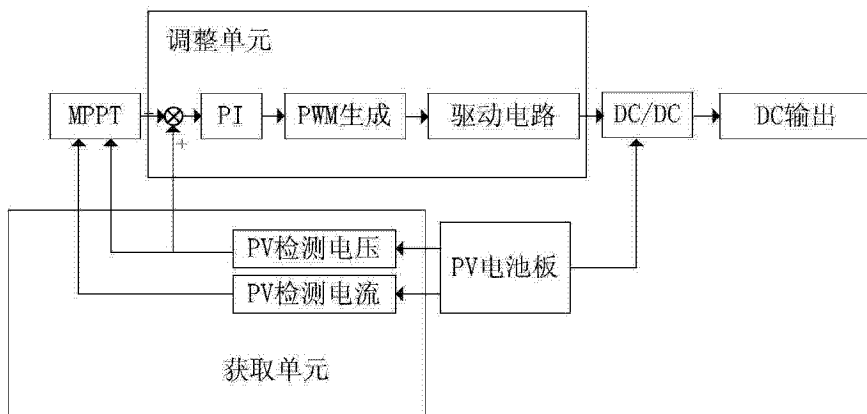 调整单元
MPPT
-
PI
PWM生成
驱动电路
DC/DC
DC输出
+
PV检测电压
PV电池板
PV检测电流
获取单元